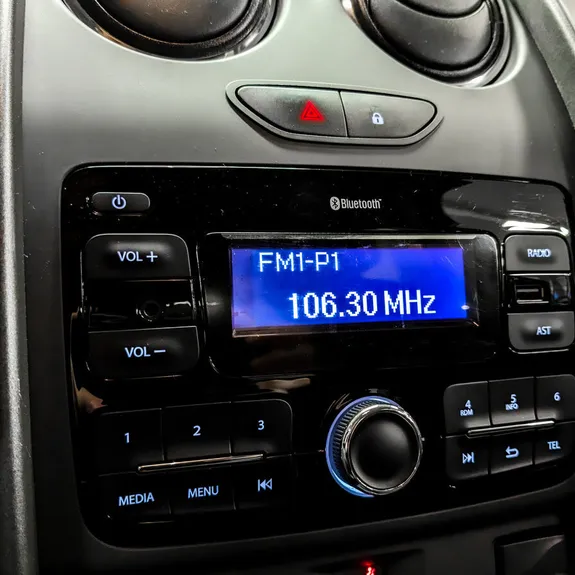 Bluetooth
VOL +
FM1-P1
RADIO
106.30 MHz
VOL –
AST
1
2
3
4
RDM
5
INFO
6
MEDIA
MENU
TEL